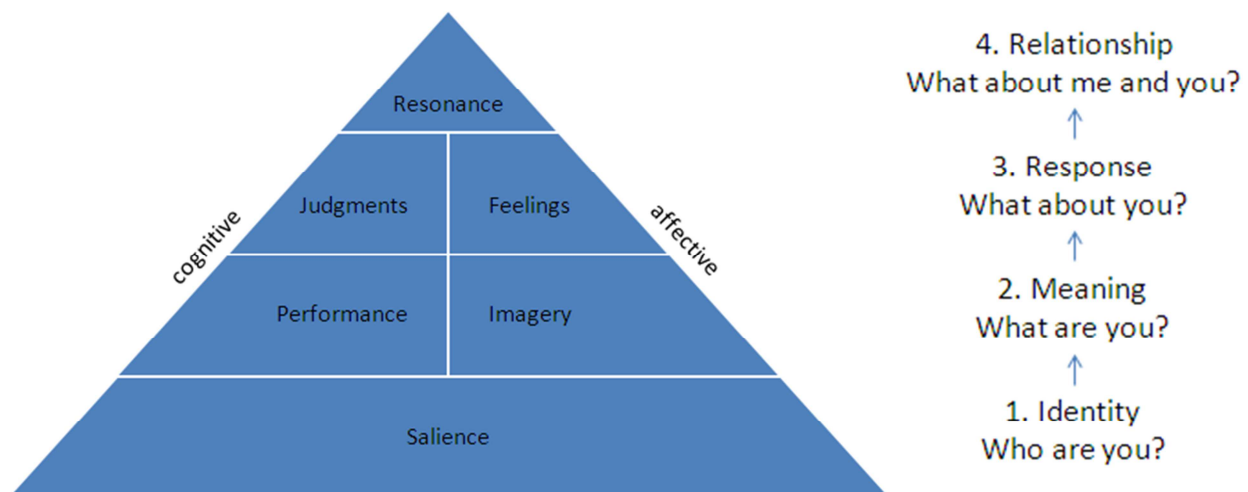 Resonance
Judgments
Feelings
Performance
Imagery
Salience
cognitive
affective
4. Relationship
What about me and you?
3. Response
What about you?
2. Meaning
What are you?
1. Identity
Who are you?